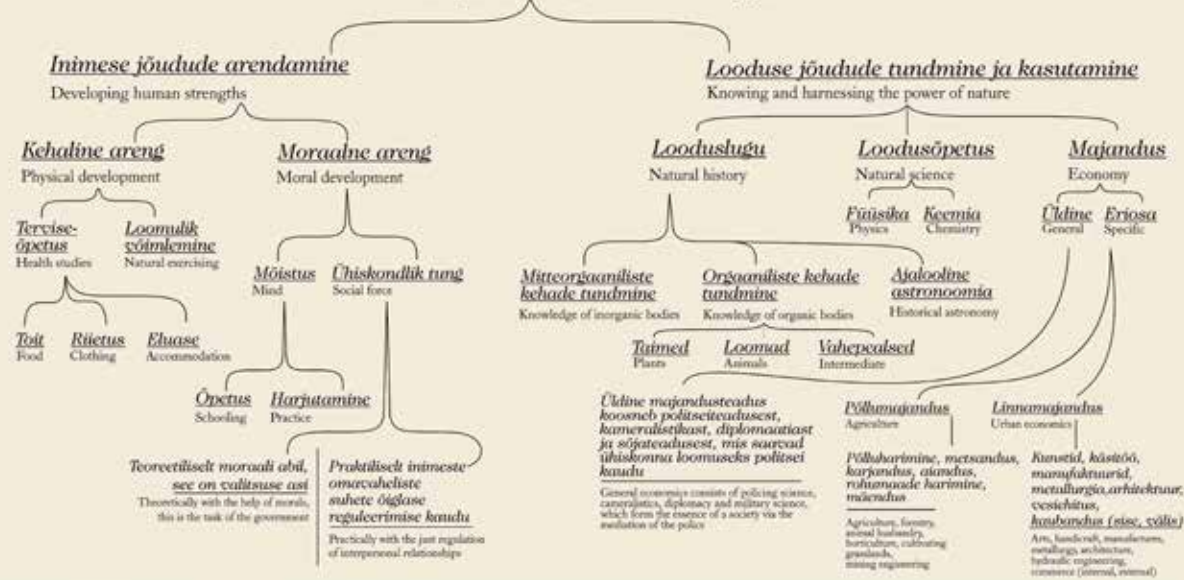 Inimese jõudude arendamine
Developing human strengths
Looduse jõudude tundmine ja kasutamine
Knowing and harnessing the power of nature
Kehaline areng
Physical development
Moraalne areng
Moral development
Looduslugu
Natural history
Loodusõpetus
Natural science
Majandus
Economy
Tervise-
õpetus
Health studies
Loomulik
võimlemine
Natural exercising
Füüsika
Physics
Keemia
Chemistry
Üldine
General
Eriosa
Specific
Mõistus
Mind
Ühiskondlik tung
Social force
Mitteorgaaniliste
kehade tundmine
Knowledge of inorganic bodies
Orgaaniliste kehade
tundmine
Knowledge of organic bodies
Ajalooline
astronoomia
Historical astronomy
Toit
Food
Riietus
Clothing
Eluase
Accommodation
Taimed
Plants
Loomad
Animals
Vahepealsed
Intermediate
Õpetus
Schooling
Harjutamine
Practice
Teoreetiliselt moraali abil,
see on valitsuse asi
Theoretically with the help of morals,
this is the task of the government
Praktiliselt inimeste
omavaheliste
suhete õiglase
reguleerimise kaudu
Practically with the just regulation
of interpersonal relationships
Üldine majandusteadus
koosneb politseiteadusest,
kameralistikast, diplomaatiast
ja sõjateadusest, mis saavad
ühiskonna loomuseks politsei
kaudu
General economics consists of policing science,
cameralistics, diplomacy and military science,
which form the essence of a society via the
mediation of the police
Põllumajandus
Agriculture
Põlluharimine, metsandus,
karjandus, aiandus,
rohumaade harimine,
mäendus
Agriculture, forestry,
animal husbandry,
horticulture, cultivating
grasslands,
mining engineering
Linnamajandus
Urban economics
Kunstid, käsitöö,
manufaktuurid,
metallurgia, arhitektuur,
vesiehitus,
kaubandus (sise, välis)
Arts, handicraft, manufactures,
metallurgy, architecture,
hydraulic engineering,
commerce (internal, external)